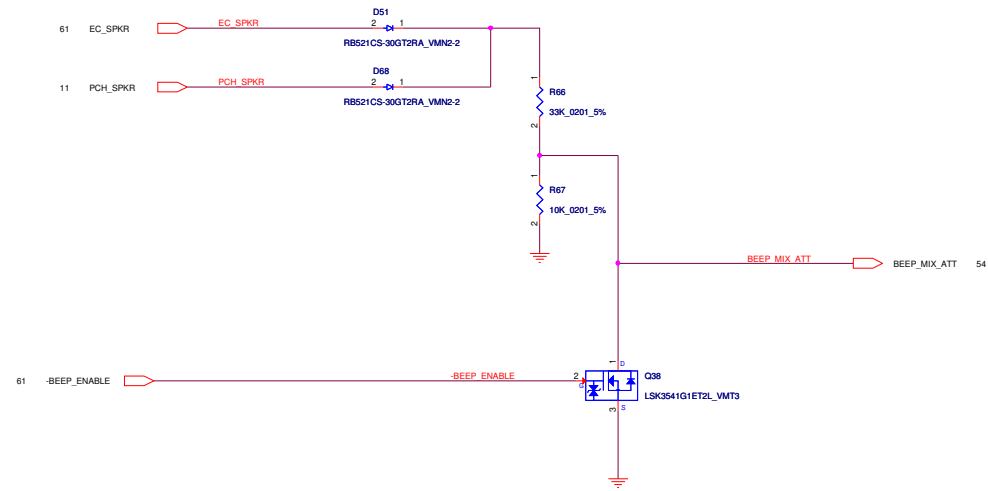 D51
61 EC_SPKR EC_SPKR 2 1
RB521CS-30GT2RA_VMN2-2
D68
11 PCH_SPKR PCH_SPKR 2 1
RB521CS-30GT2RA_VMN2-2
1
R66
33K_0201_5%
2
1
R67
10K_0201_5%
2
BEEP_MIX_ATT BEEP_MIX_ATT 54
1 D
61 -BEEP_ENABLE -BEEP_ENABLE 2 G Q38
LSK3541G1ET2L_VMT3
3 S